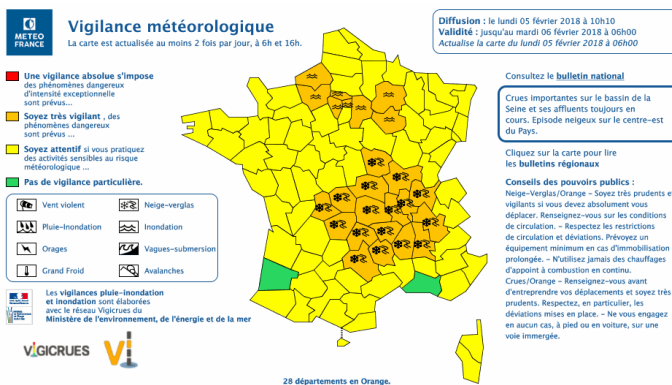 METEO
FRANCE
Vigilance météorologique
La carte est actualisée au moins 2 fois par jour, à 6h et 16h.
Diffusion : le lundi 05 février 2018 à 10h10
Validité : jusqu'au mardi 06 février 2018 à 06h00
Actualise la carte du lundi 05 février 2018 à 06h00
Une vigilance absolue s'impose
des phénomènes dangereux
d'intensité exceptionnelle
sont prévus...
Soyez très vigilant , des
phénomènes dangereux
sont prévus ...
Soyez attentif si vous pratiquez
des activités sensibles au risque
météorologique ...
Pas de vigilance particulière.
Vent violent
Neige-verglas
Pluie-Inondation
Inondation
Orages
Vagues-submersion
Grand Froid
Avalanches
Les vigilances pluie-inondation
et inondation sont élaborées
avec le réseau Vigicrues du
Ministère de l'environnement, de l'énergie et de la mer
VIGICRUES
Consultez le bulletin national
Crues importantes sur le bassin de la
Seine et ses affluents toujours en
cours. Episode neigeux sur le centre-est
du Pays.
Cliquez sur la carte pour lire
les bulletins régionaux
Conseils des pouvoirs publics :
Neige-Verglas/Orange - Soyez très prudents et
vigilants si vous devez absolument vous
déplacer. Renseignez-vous sur les conditions
de circulation. - Respectez les restrictions
de circulation et déviations. Prévoyez un
équipement minimum en cas d'immobilisation
prolongée. - N'utilisez jamais des chauffages
d'appoint à combustion en continu.
Crues/Orange - Renseignez-vous avant
d'entreprendre vos déplacements et soyez très
prudents. Respectez, en particulier, les
déviations mises en place. - Ne vous engagez
en aucun cas, à pied ou en voiture, sur une
voie immergée.
28 départements en Orange.